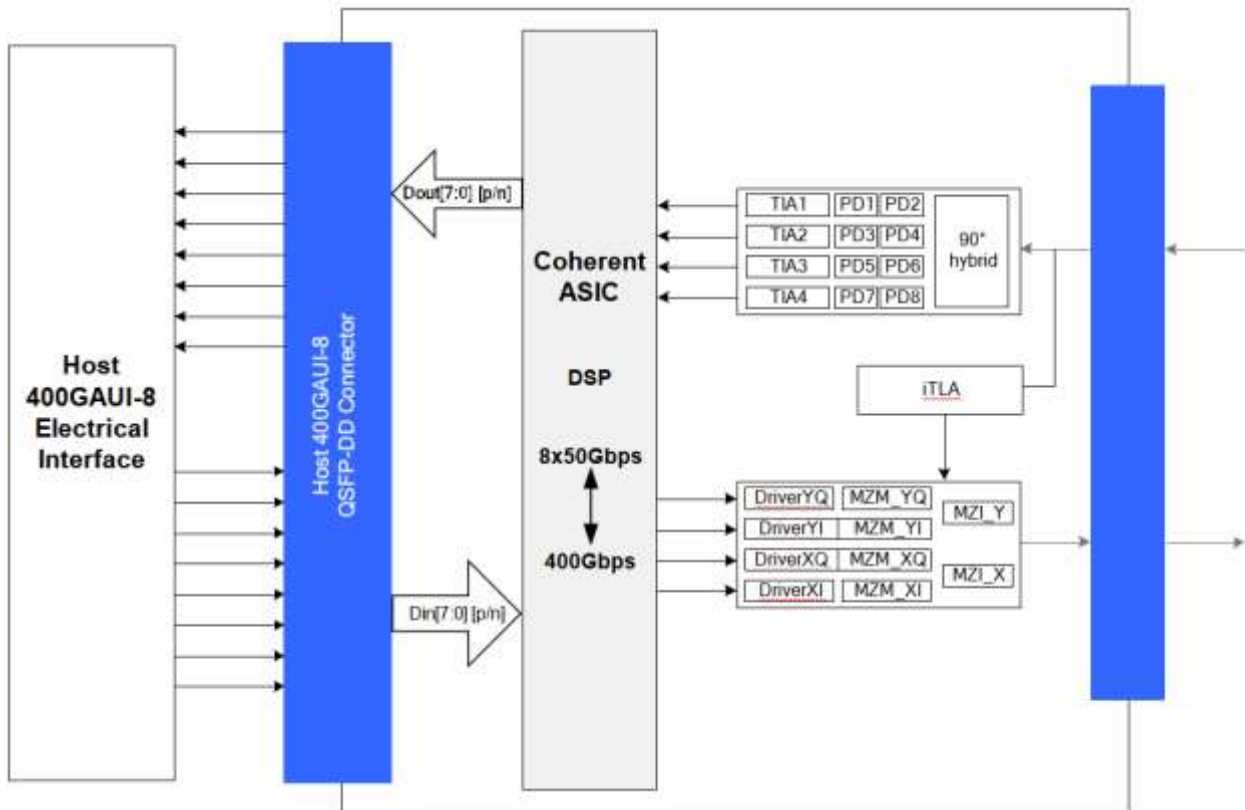 Host
400GAUI-8
Electrical
Interface
Host 400GAUI-8
QSFP-DD Connector
Dout[7:0] [p/n]
Din[7:0] [p/n]
Coherent
ASIC
DSP
8x50Gbps
400Gbps
TIA1 PD1 PD2
TIA2 PD3 PD4
TIA3 PD5 PD6
TIA4 PD7 PD8
90°
hybrid
iTLA
DriverYQ MZM_YQ
DriverYI MZM_YI
DriverXQ MZM_XQ
DriverXI MZM_XI
MZI_Y
MZI_X